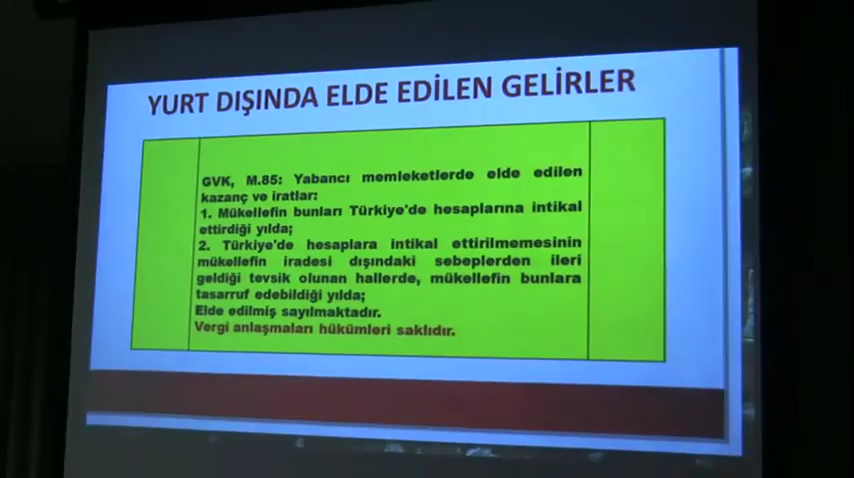 YURT DIŞINDA ELDE EDİLEN GELİRLER
GVK, M.85: Yabancı memleketlerde elde edilen
kazanç ve iratlar:
1. Mükellefin bunları Türkiye'de hesaplarına intikal
ettirdiği yılda;
2. Türkiye'de hesaplara intikal ettirilmemesinin
mükellefin iradesi dışındaki sebeplerden ileri
geldiği tevsik olunan hallerde, mükellefin bunlara
tasarruf edebildiği yılda;
Elde edilmiş sayılmaktadır.
Vergi anlaşmaları hükümleri saklıdır.